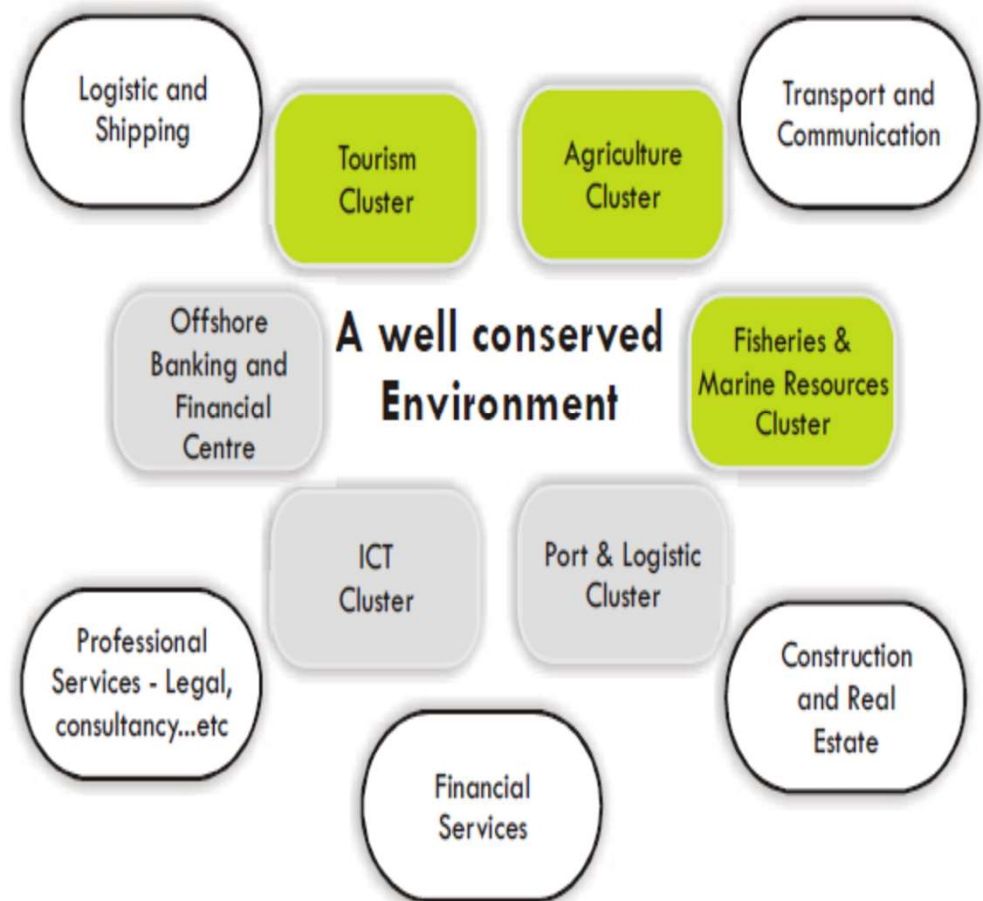 Logistic and
Shipping
Tourism
Cluster
Agriculture
Cluster
Transport and
Communication
Offshore
Banking and
Financial
Centre
A well conserved
Environment
Fisheries &
Marine Resources
Cluster
ICT
Cluster
Port & Logistic
Cluster
Professional
Services - Legal,
consultancy...etc
Financial
Services
Construction
and Real
Estate